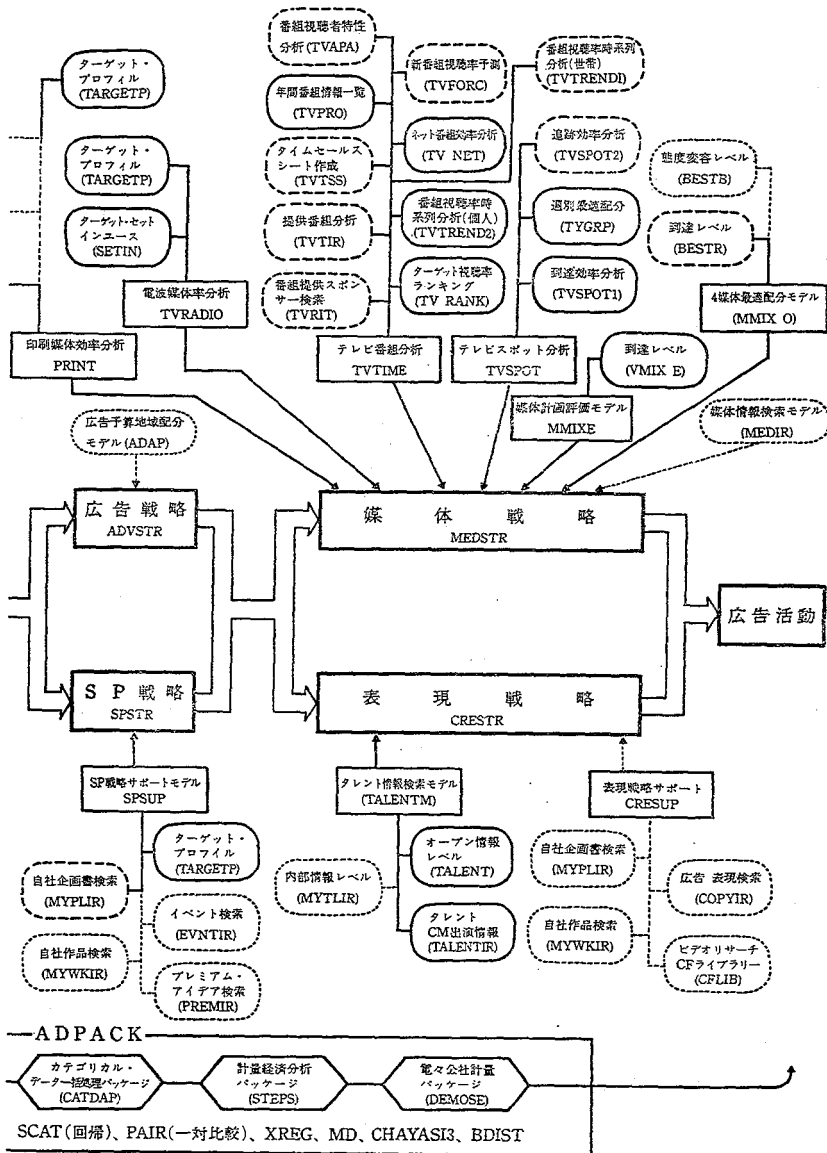 番組視聴者特性
分析(TVAPA)
ターゲット・
プロフィル
(TARGETP)
新番組視聴率予測
(TVFORC)
番組視聴率時系列
分析(世帯)
(TVTREND1)
年間番組情報一覧
(TVPRO)
ネット番組効率分析
(TV NET)
追跡効率分析
(TVSPOT2)
ターゲット・
プロフィル
(TARGETP)
タイムセールス
シート作成
(TVTSS)
態度変容レベル
(BESTB)
ターゲット・セット
インユース
(SETIN)
提供番組分析
(TVTIR)
番組視聴率時
系列分析(個人)
(TVTREND2)
週別最適配分
(TYGRP)
到達レベル
(BESTR)
番組提供スポン
サー検索
(TVRIT)
ターゲット視聴率
ランキング
(TV RANK)
到達効率分析
(TVSPOT1)
電波媒体率分析
TVRADIO
4媒体最適配分モデル
(MMIX O)
印刷媒体効率分析
PRINT
テレビ番組分析
TVTIME
テレビスポット分析
TVSPOT
到達レベル
(VMIX E)
媒体計画評価モデル
MMIXE
広告予算地域配分
モデル(ADAP)
媒体情報検索モデル
(MEDIR)
広告戦略
ADVSTR
媒体戦略
MEDSTR
広告活動
SP戦略
SPSTR
表現戦略
CRESTR
SP戦略サポートモデル
SPSUP
タレント情報検索モデル
(TALENTM)
表現戦略サポート
CRESUP
ターゲット・
プロフィル
(TARGETP)
自社企画書検索
(MYPLIR)
イベント検索
(EVNTIR)
自社作品検索
(MYWKIR)
プレミアム・
アイデア検索
(PREMIR)
オープン情報
レベル
(TALENT)
内部情報レベル
(MYTLIR)
タレント
CM出演情報
(TALENTIR)
自社企画書検索
(MYPLIR)
広告 表現検索
(COPYIR)
自社作品検索
(MYWKIR)
ビデオリサーチ
CFライブラリー
(CFLIB)
ADPACK
カテゴリカル・
データ一括処理パッケージ
(CATDAP)
計量経済分析
パッケージ
(STEPS)
電々公社計量
パッケージ
(DEMOSE)
SCAT(回帰)、PAIR(一対比較)、XREG、MD、CHAYASI3、BDIST